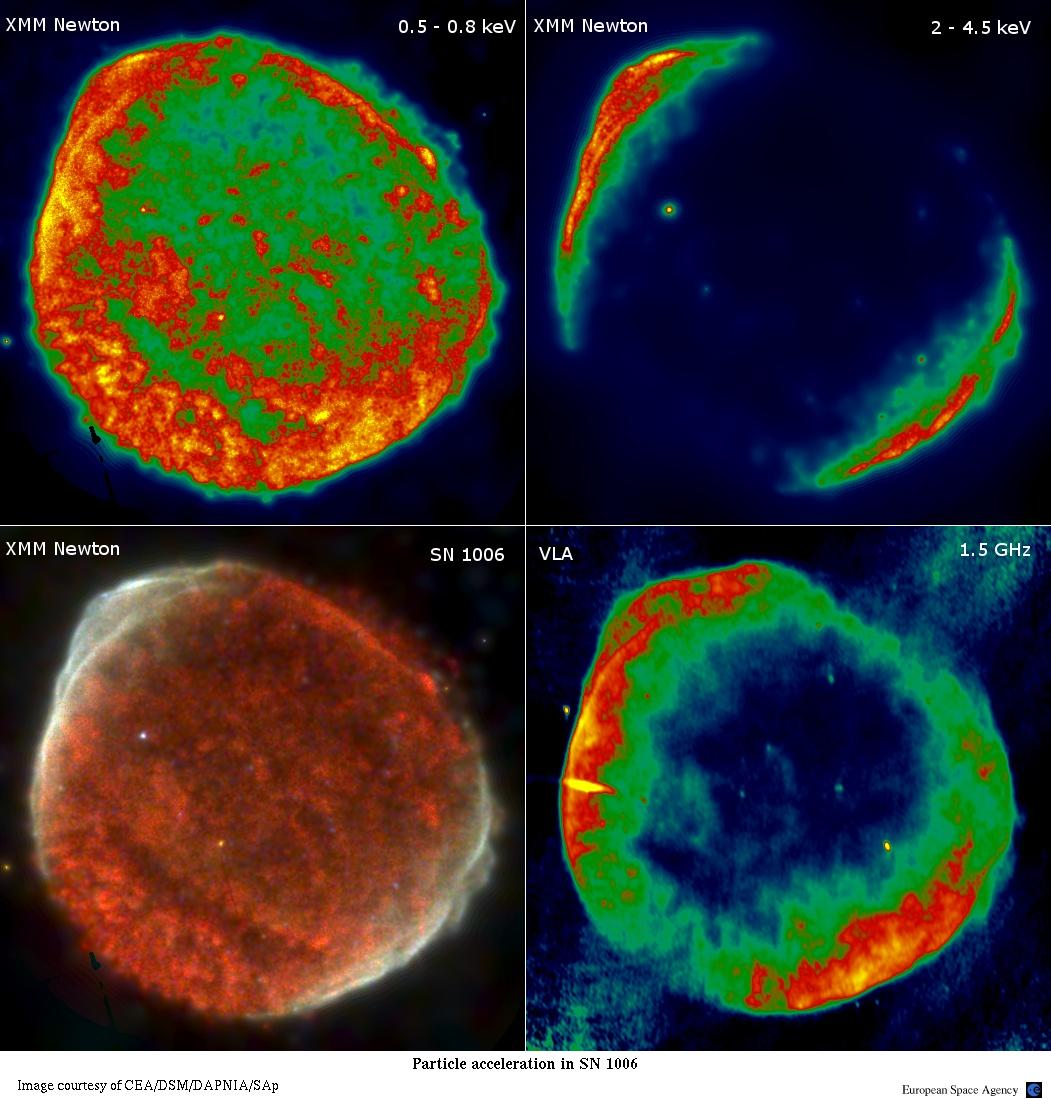 XMM Newton 0.5 - 0.8 keV
XMM Newton 2 - 4.5 keV
XMM Newton SN 1006
VLA 1.5 GHz
Particle acceleration in SN 1006
Image courtesy of CEA/DSM/DAPNIA/SAp
European Space Agency